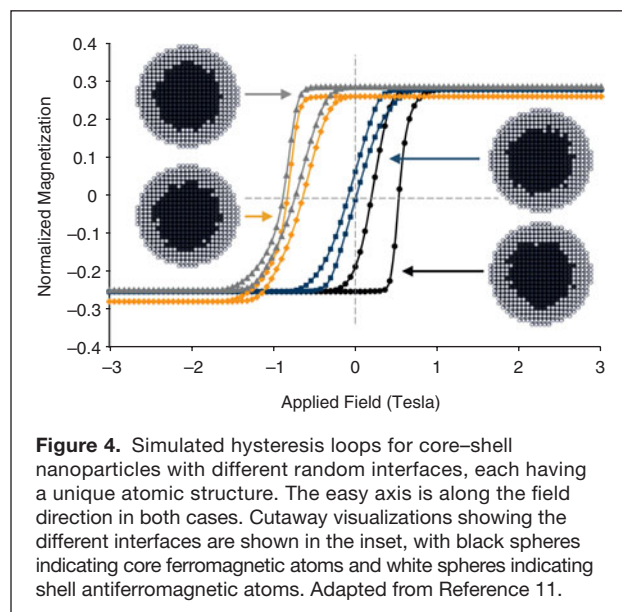 0.4
0.3
0.2
0.1
0
−0.1
−0.2
−0.3
−0.4
Normalized Magnetization
−3
−2
−1
0
1
2
3
Applied Field (Tesla)
Figure 4. Simulated hysteresis loops for core–shell
nanoparticles with different random interfaces, each having
a unique atomic structure. The easy axis is along the field
direction in both cases. Cutaway visualizations showing the
different interfaces are shown in the inset, with black spheres
indicating core ferromagnetic atoms and white spheres indicating
shell antiferromagnetic atoms. Adapted from Reference 11.